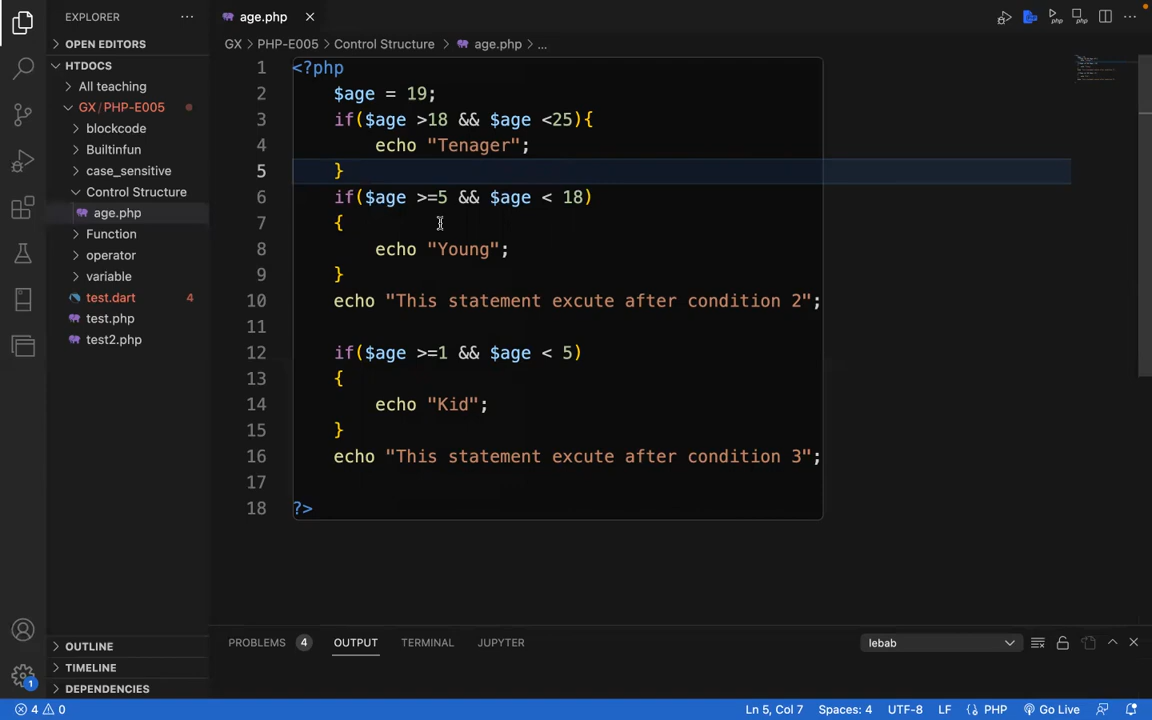 EXPLORER
age.php
OPEN EDITORS
HTDOCS
All teaching
GX / PHP-E005
blockcode
Builtinfun
case_sensitive
Control Structure
age.php
Function
operator
variable
test.dart 4
test.php
test2.php
OUTLINE
TIMELINE
DEPENDENCIES
GX > PHP-E005 > Control Structure > age.php > ...
1 <?php
2 $age = 19;
3 if($age >18 && $age <25){
4 echo "Tenager";
5 }
6 if($age >=5 && $age < 18)
7 {
8 echo "Young";
9 }
10 echo "This statement excute after condition 2";
11
12 if($age >=1 && $age < 5)
13 {
14 echo "Kid";
15 }
16 echo "This statement excute after condition 3";
17
18 ?>
PROBLEMS 4 OUTPUT TERMINAL JUPYTER lebab
1
4 0 Ln 5, Col 7 Spaces: 4 UTF-8 LF {} PHP Go Live